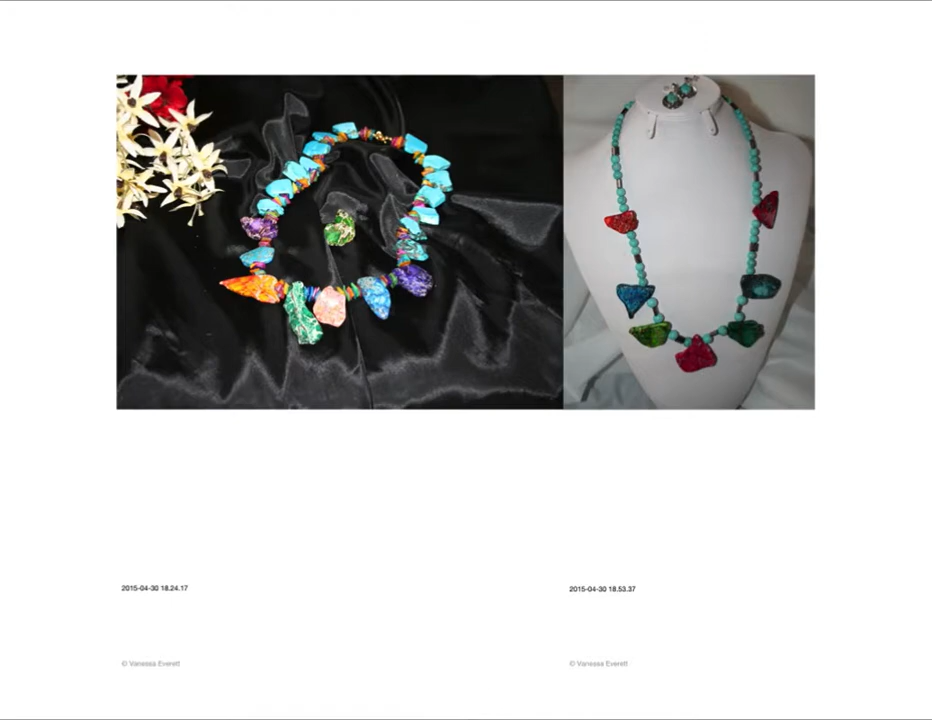 2015-04-30 18.24.17
2015-04-30 18.53.37
© Vanessa Everett
© Vanessa Everett